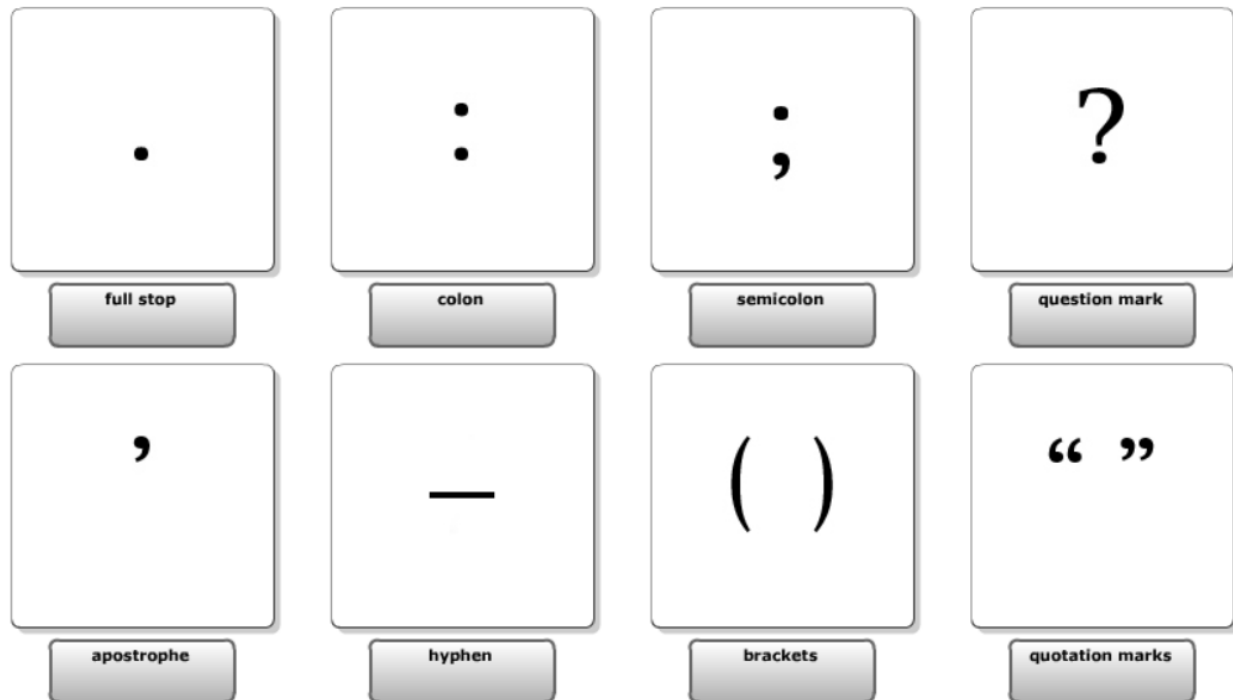 . : ; ?
full stop colon semicolon question mark
’ — ( ) “ ”
apostrophe hyphen brackets quotation marks